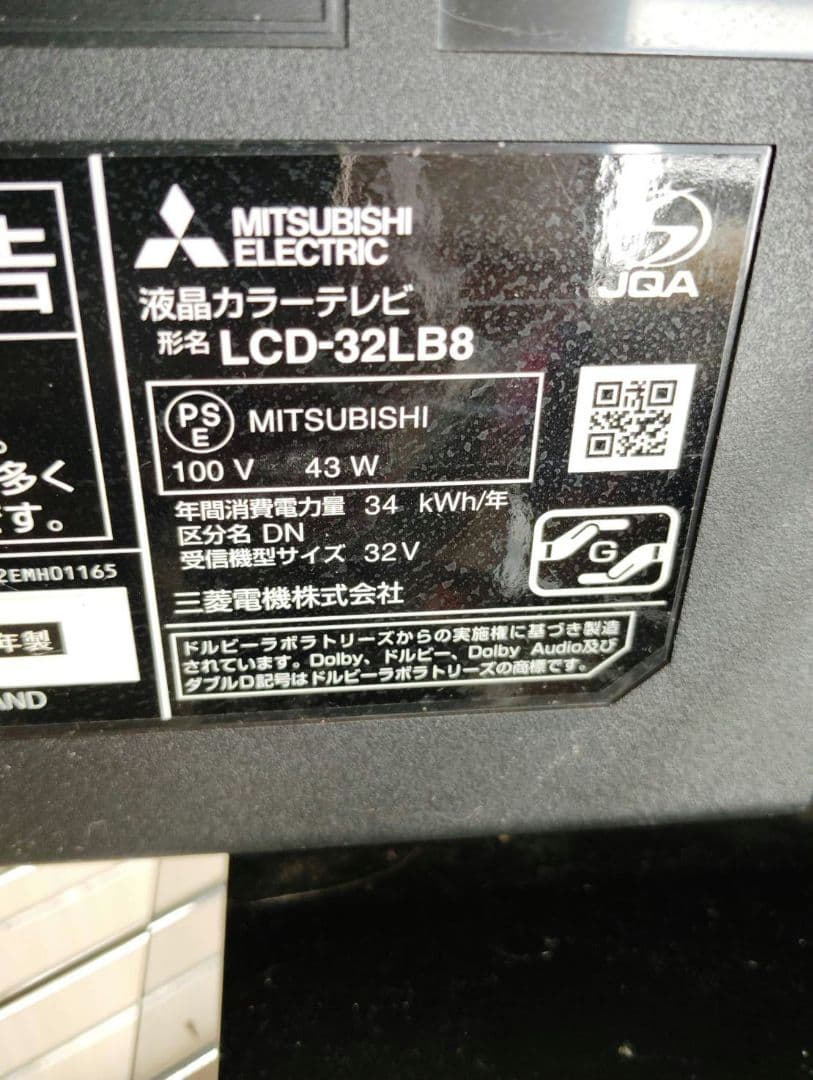 告
多く
す。
2EMH01165
年製
AND
MITSUBISHI
ELECTRIC
JQA
液晶カラーテレビ
形名 LCD-32LB8
PS
E
MITSUBISHI
100 V 43 W
年間消費電力量 34 kWh/年
区分名 DN
受信機型サイズ 32V
G
三菱電機株式会社
ドルビーラボラトリーズからの実施権に基づき製造
されています。Dolby、ドルビー、Dolby Audio及び
ダブルD記号はドルビーラボラトリーズの商標です。